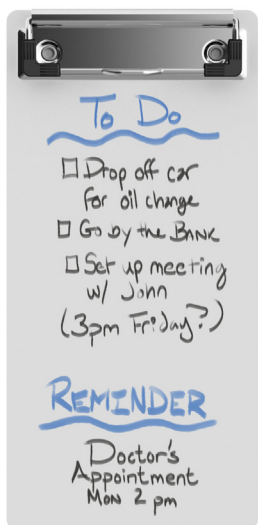 To Do
☐ Drop off car
for oil change
☐ Go by the BANK
☐ Set up meeting
w/ John
(3pm Friday?)
REMINDER
Doctor's
Appointment
MON 2 pm